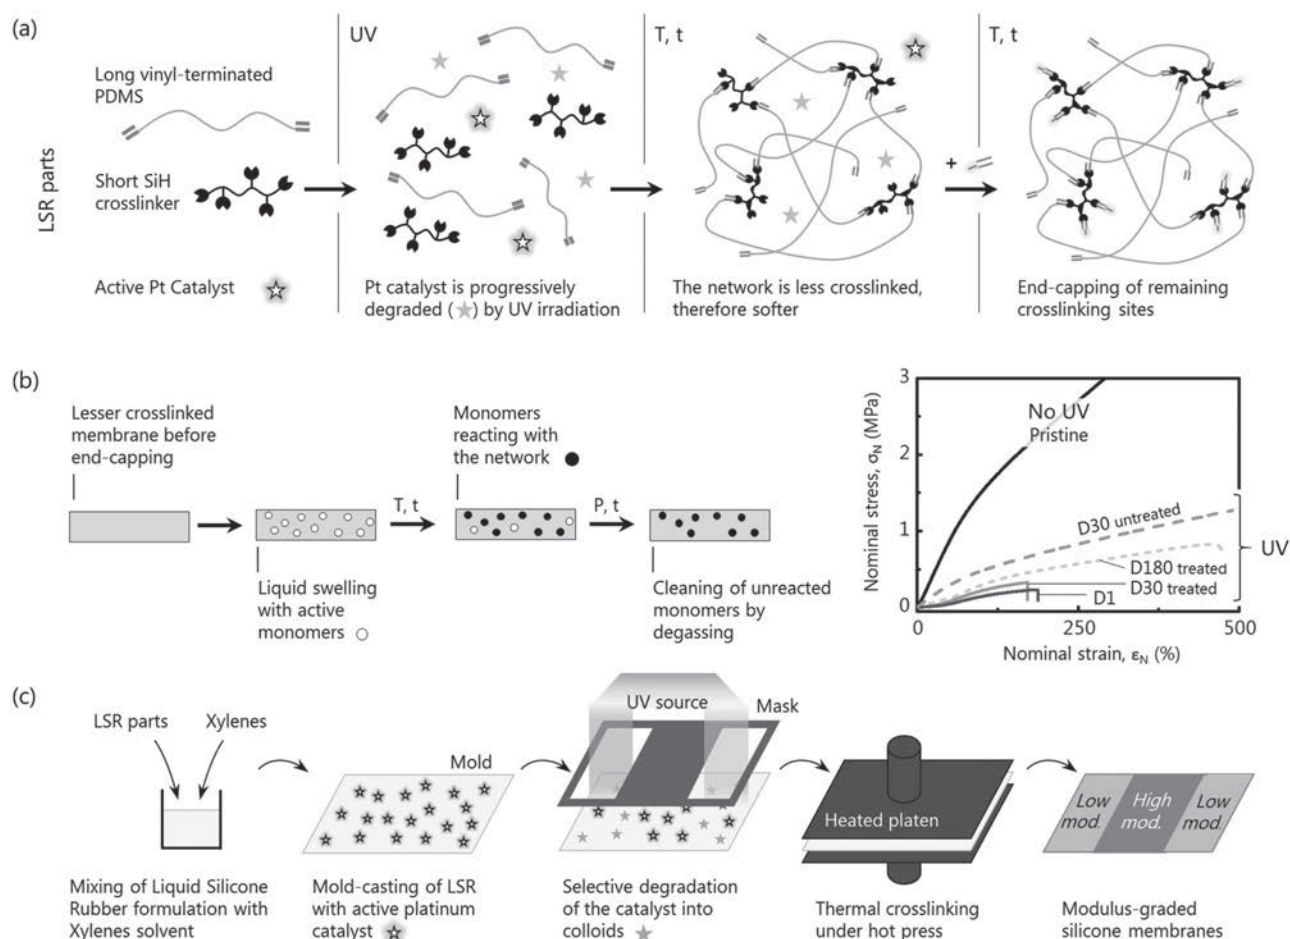 (a)
LSR parts
Long vinyl-terminated
PDMS
Short SiH
crosslinker
Active Pt Catalyst
UV
Pt catalyst is progressively
degraded (★) by UV irradiation
T, t
The network is less crosslinked,
therefore softer
+
T, t
End-capping of remaining
crosslinking sites
(b)
Lesser crosslinked
membrane before
end-capping
Liquid swelling
with active
monomers
T, t
Monomers
reacting with
the network
P, t
Cleaning of unreacted
monomers by
degassing
Nominal stress, σN (MPa)
3
2
1
0
No UV
Pristine
D30 untreated
D180 treated
D30 treated
D1
UV
0
250
500
Nominal strain, εN (%)
(c)
LSR parts
Xylenes
Mixing of Liquid Silicone
Rubber formulation with
Xylenes solvent
Mold
Mold-casting of LSR
with active platinum
catalyst
UV source
Mask
Selective degradation
of the catalyst into
colloids
Heated platen
Thermal crosslinking
under hot press
Low
mod.
High
mod.
Low
mod.
Modulus-graded
silicone membranes